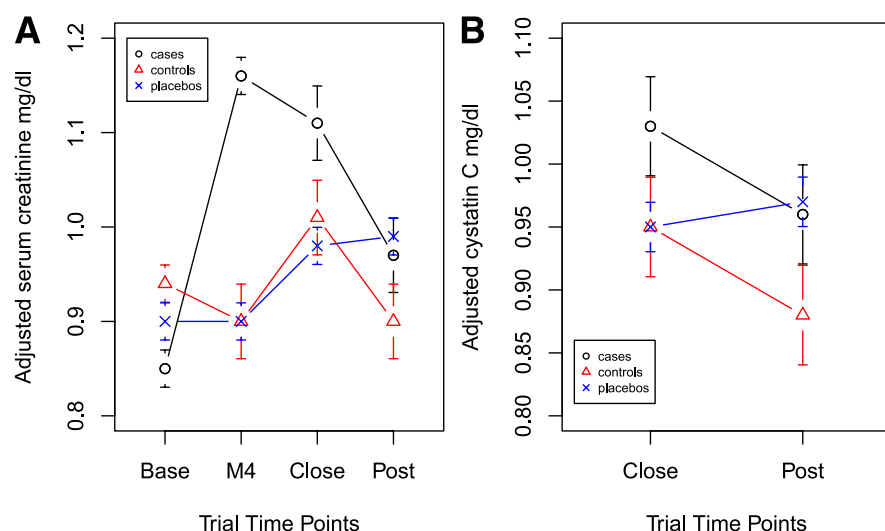 A
Adjusted serum creatinine mg/dl
1.2
1.1
1.0
0.9
0.8
cases
controls
placebos
Base M4 Close Post
Trial Time Points
B
Adjusted cystatin C mg/dl
1.10
1.05
1.00
0.95
0.90
0.85
0.80
cases
controls
placebos
Close Post
Trial Time Points